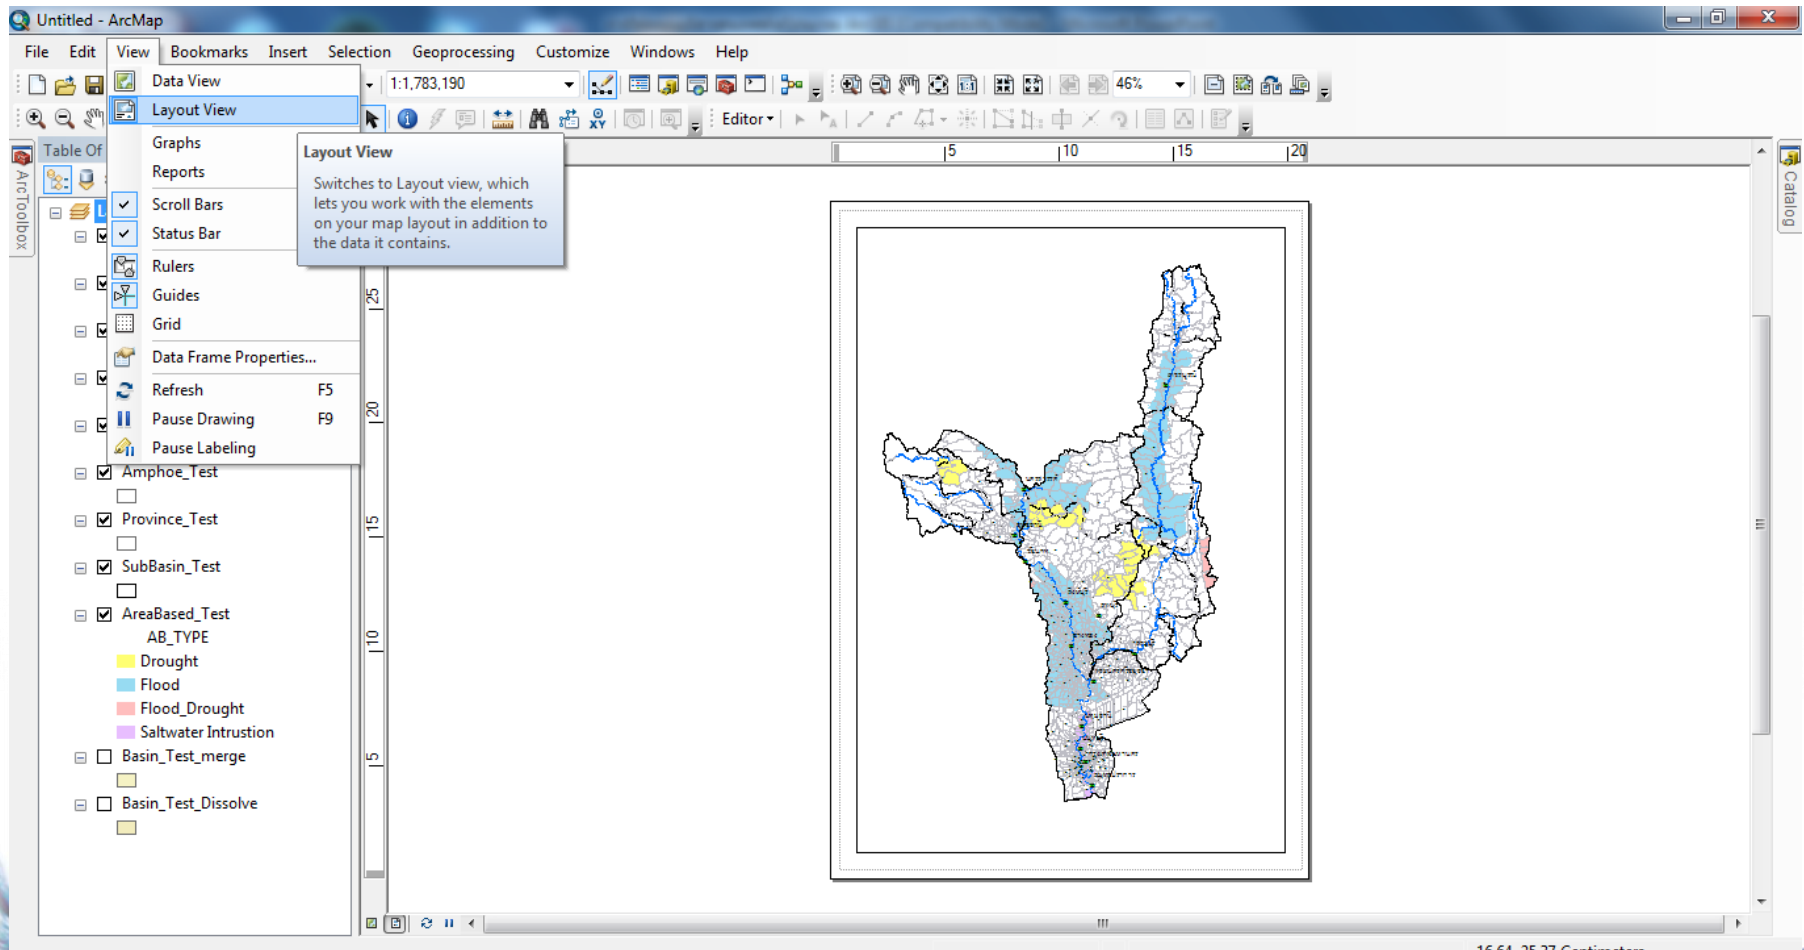 Untitled - ArcMap
File Edit View Bookmarks Insert Selection Geoprocessing Customize Windows Help
1:1,783,190
46%
Editor
Data View
Layout View
Graphs
Reports
Scroll Bars
Status Bar
Rulers
Guides
Grid
Data Frame Properties...
Refresh F5
Pause Drawing F9
Pause Labeling
Layout View
Switches to Layout view, which
lets you work with the elements
on your map layout in addition to
the data it contains.
Table Of
ArcToolbox
Catalog
5 10 15 20
25
20
15
10
5
Amphoe_Test
Province_Test
SubBasin_Test
AreaBased_Test
AB_TYPE
Drought
Flood
Flood_Drought
Saltwater Intrustion
Basin_Test_merge
Basin_Test_Dissolve